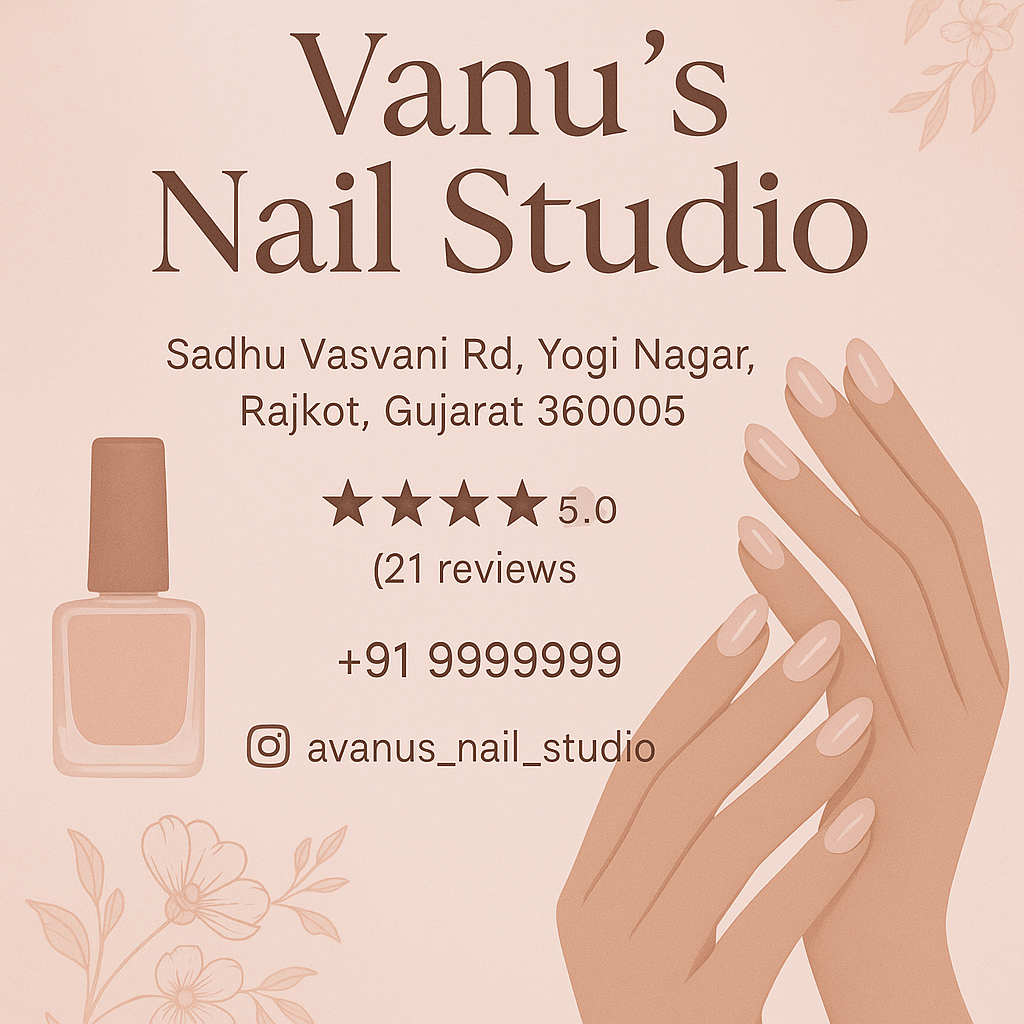 Vanu's
Nail Studio
Sadhu Vasvani Rd, Yogi Nagar,
Rajkot, Gujarat 360005
★★★★ 5.0
(21 reviews
+91 9999999
avanus_nail_studio